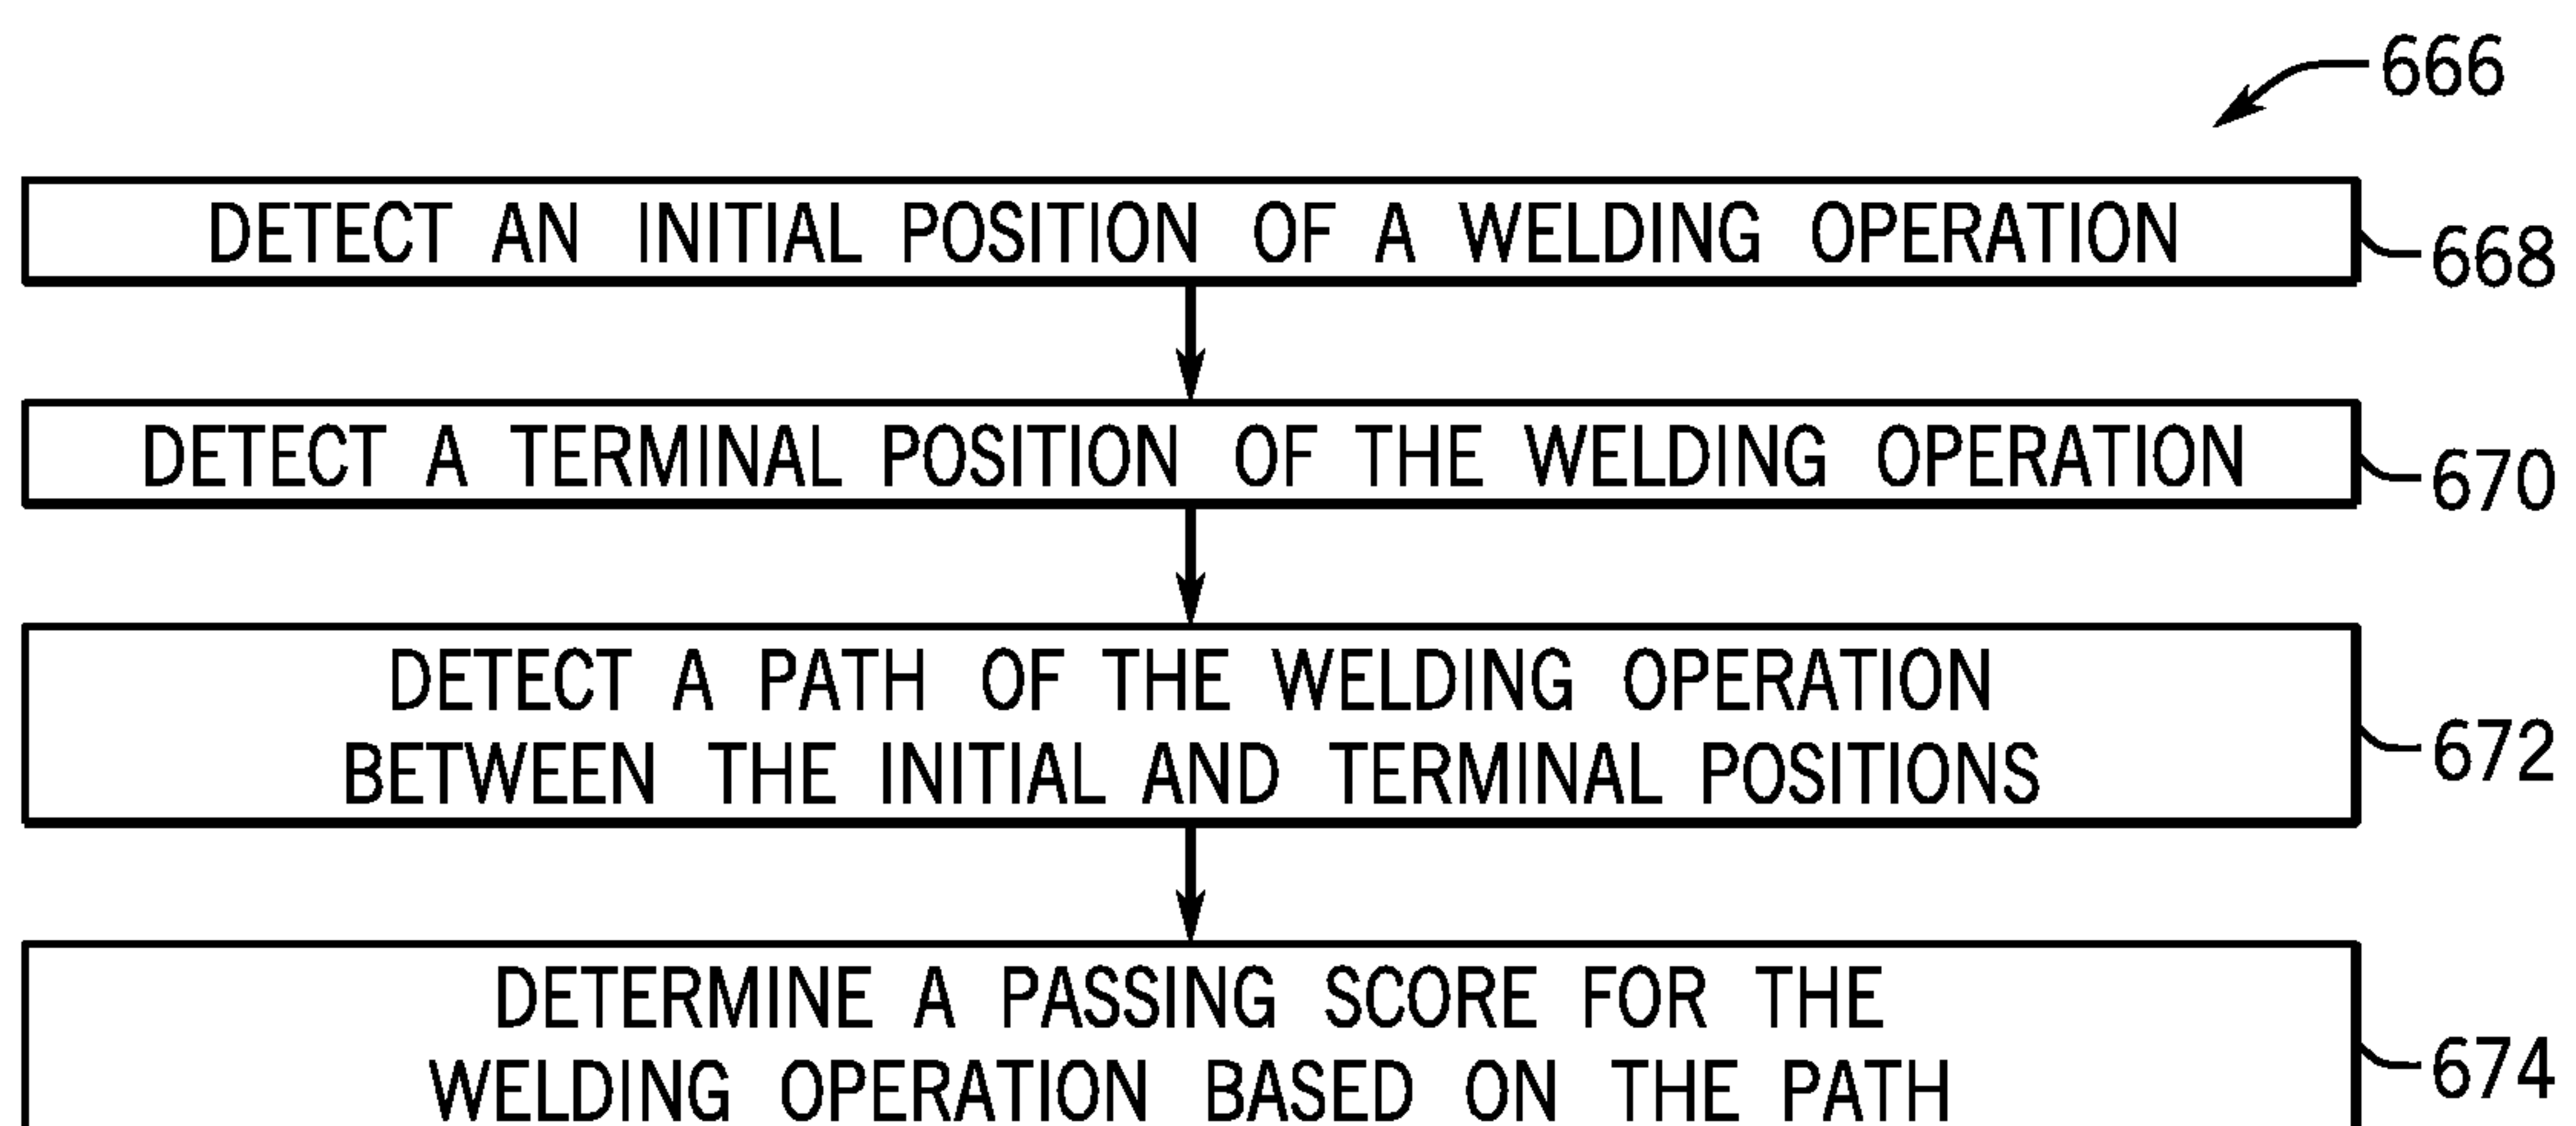 666
DETECT AN INITIAL POSITION OF A WELDING OPERATION
668
DETECT A TERMINAL POSITION OF THE WELDING OPERATION
670
DETECT A PATH OF THE WELDING OPERATION
BETWEEN THE INITIAL AND TERMINAL POSITIONS
672
DETERMINE A PASSING SCORE FOR THE
WELDING OPERATION BASED ON THE PATH
674